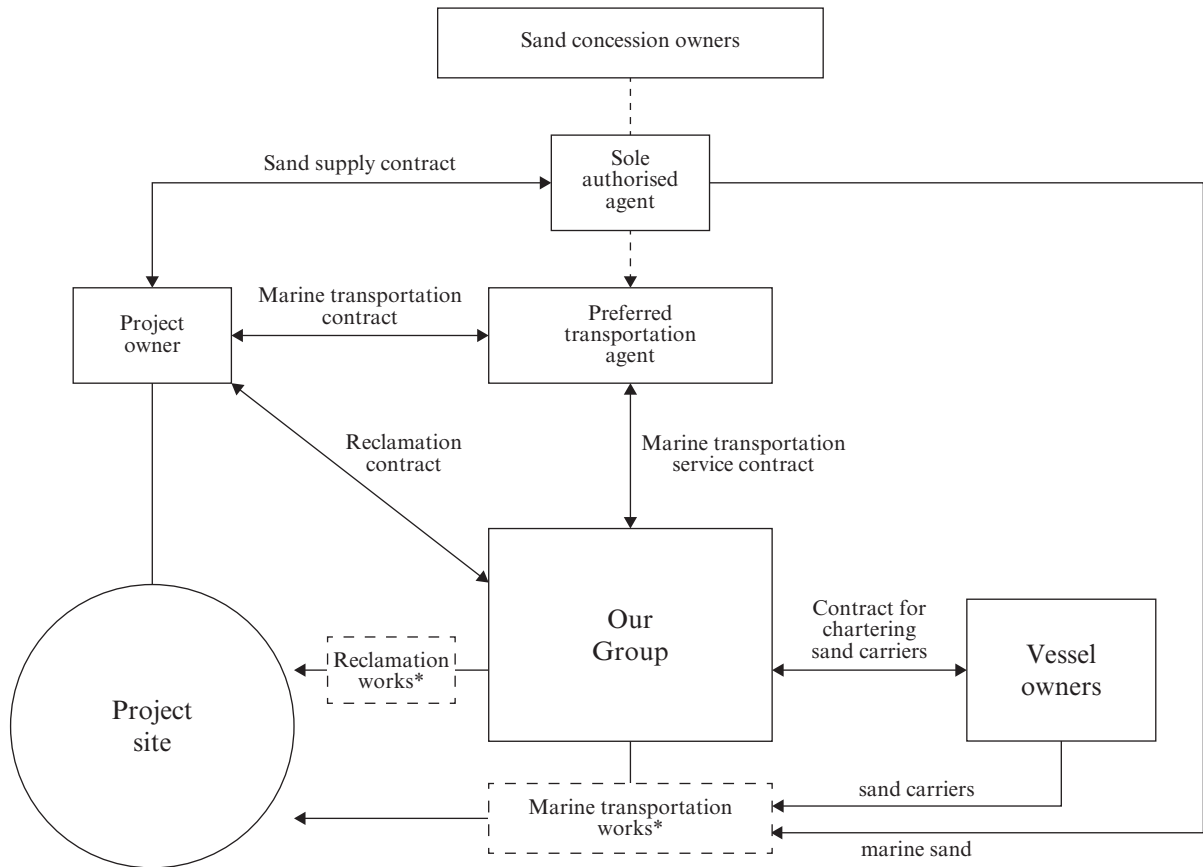 Sand concession owners
Sand supply contract
Sole
authorised
agent
Marine transportation
contract
Project
owner
Preferred
transportation
agent
Reclamation
contract
Marine transportation
service contract
Our
Group
Contract for
chartering
sand carriers
Vessel
owners
Reclamation
works*
Project
site
Marine transportation
works*
sand carriers
marine sand